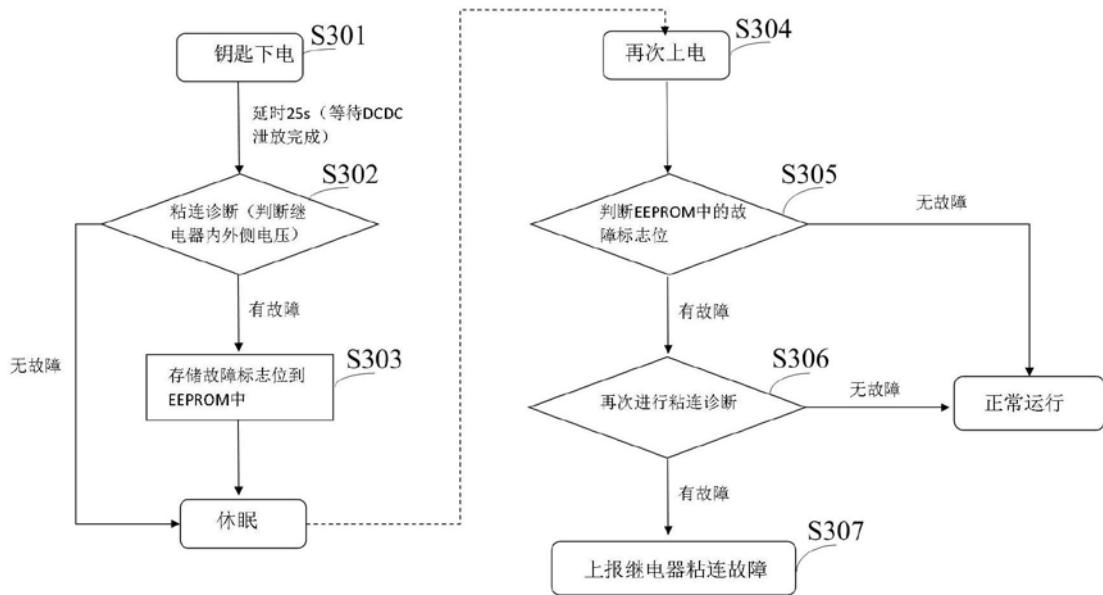 S301
钥匙下电
延时25s（等待DCDC
泄放完成）
S302
粘连诊断（判断继
电器内外侧电压）
有故障
无故障
S303
存储故障标志位到
EEPROM中
休眠
S304
再次上电
S305
判断EEPROM中的故
障标志位
无故障
有故障
S306
再次进行粘连诊断
无故障
正常运行
有故障
S307
上报继电器粘连故障